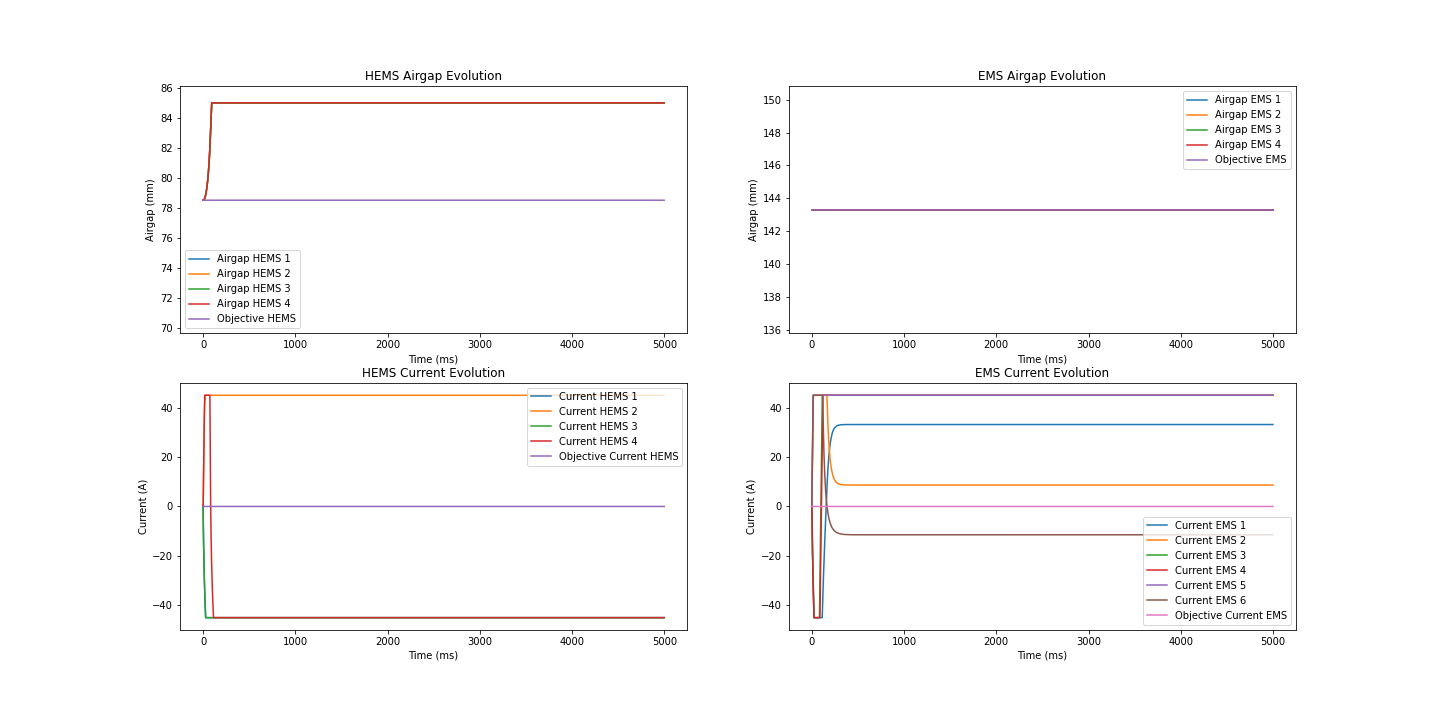 HEMS Airgap Evolution
86
84
82
80
78
76
74
72
70
Airgap (mm)
Airgap HEMS 1
Airgap HEMS 2
Airgap HEMS 3
Airgap HEMS 4
Objective HEMS
0 1000 2000 3000 4000 5000
Time (ms)
EMS Airgap Evolution
150
148
146
144
142
140
138
136
Airgap (mm)
Airgap EMS 1
Airgap EMS 2
Airgap EMS 3
Airgap EMS 4
Objective EMS
0 1000 2000 3000 4000 5000
Time (ms)
HEMS Current Evolution
40
20
0
−20
−40
Current (A)
Current HEMS 1
Current HEMS 2
Current HEMS 3
Current HEMS 4
Objective Current HEMS
0 1000 2000 3000 4000 5000
Time (ms)
EMS Current Evolution
40
20
0
−20
−40
Current (A)
Current EMS 1
Current EMS 2
Current EMS 3
Current EMS 4
Current EMS 5
Current EMS 6
Objective Current EMS
0 1000 2000 3000 4000 5000
Time (ms)